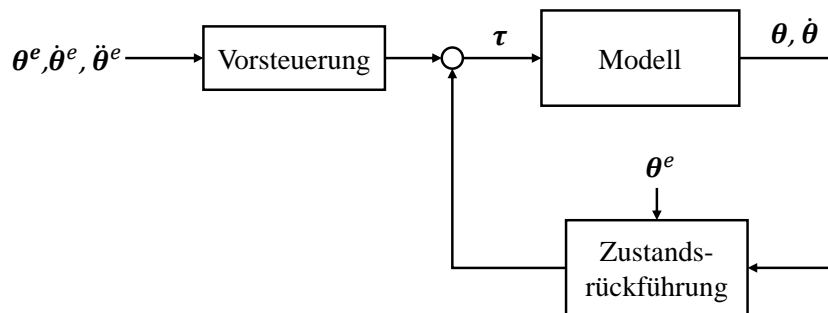 θᵉ,θ̇ᵉ, θ̈ᵉ
Vorsteuerung
τ
Modell
θ, θ̇
θᵉ
Zustands-
rückführung